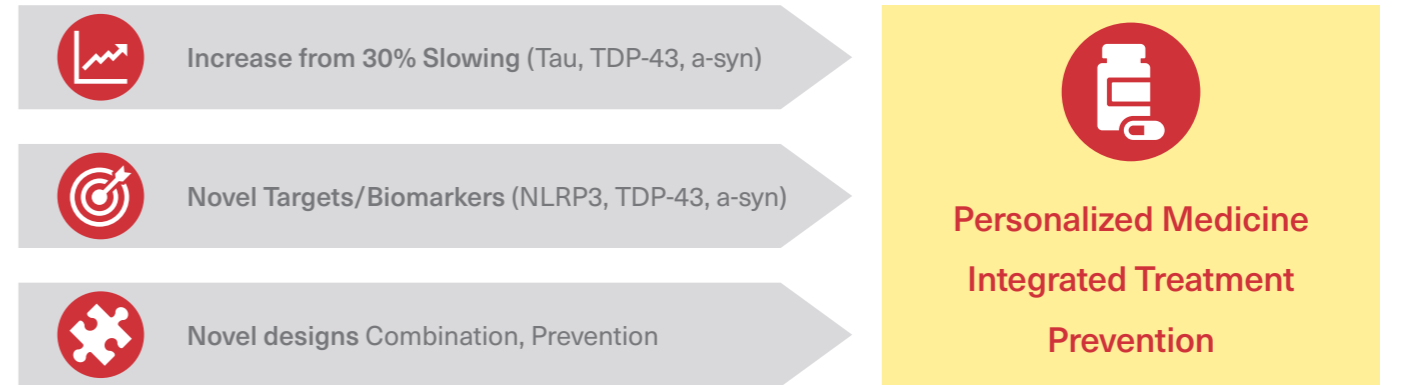 Increase from 30% Slowing (Tau, TDP-43, a-syn)
Novel Targets/Biomarkers (NLRP3, TDP-43, a-syn)
Novel designs Combination, Prevention
Personalized Medicine
Integrated Treatment
Prevention